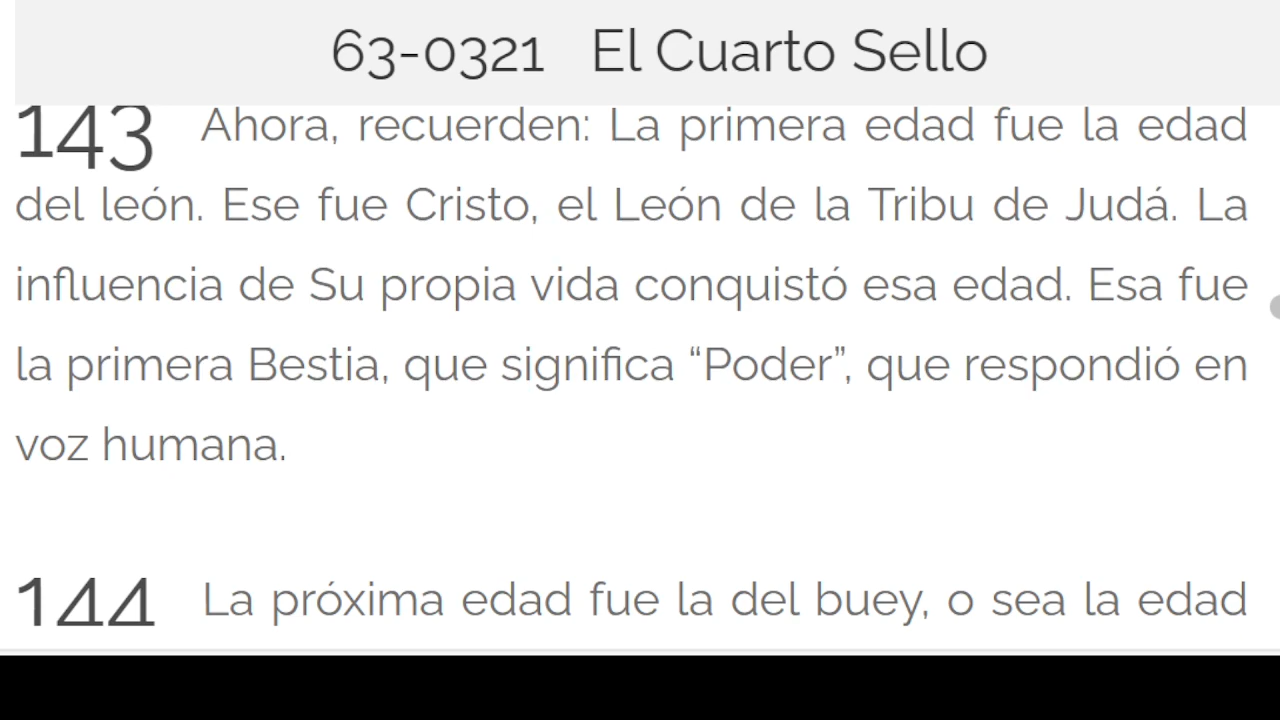 63-0321 El Cuarto Sello
143 Ahora, recuerden: La primera edad fue la edad
del león. Ese fue Cristo, el León de la Tribu de Judá. La
influencia de Su propia vida conquistó esa edad. Esa fue
la primera Bestia, que significa “Poder”, que respondió en
voz humana.
144 La próxima edad fue la del buey, o sea la edad